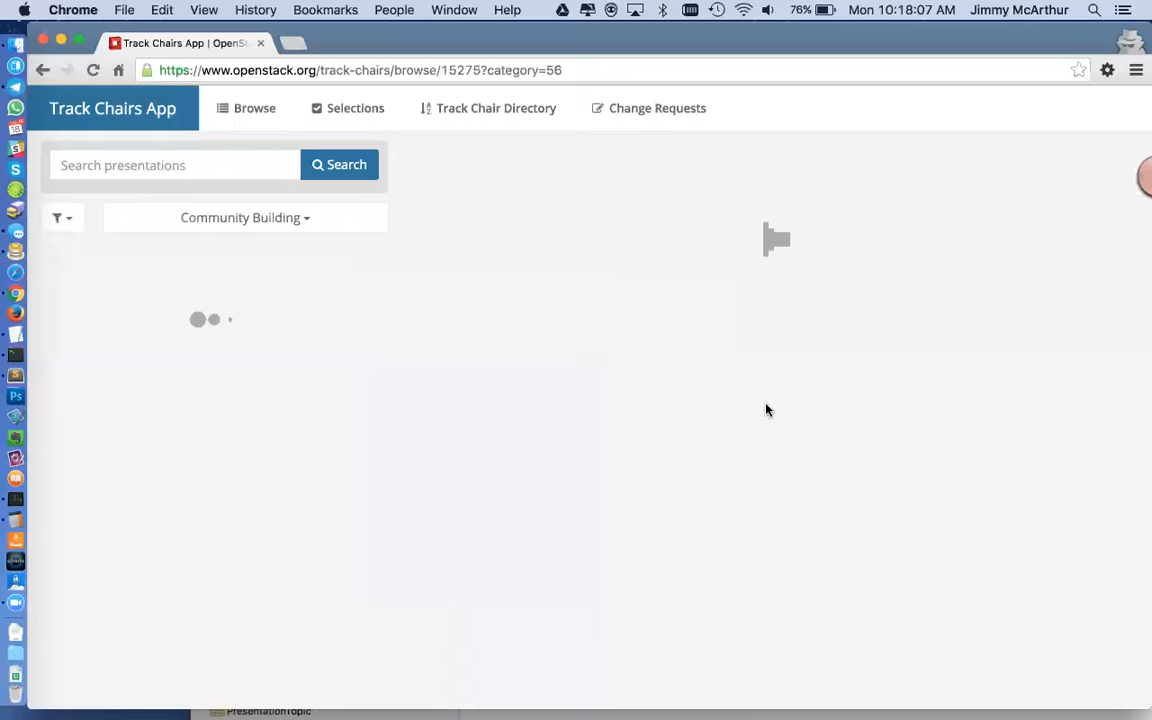 Chrome File Edit View History Bookmarks People Window Help 76% Mon 10:18:07 AM Jimmy McArthur
Track Chairs App | OpenSt
https://www.openstack.org/track-chairs/browse/15275?category=56
Track Chairs App Browse Selections Track Chair Directory Change Requests
Search presentations Search
Community Building
PresentationTopic